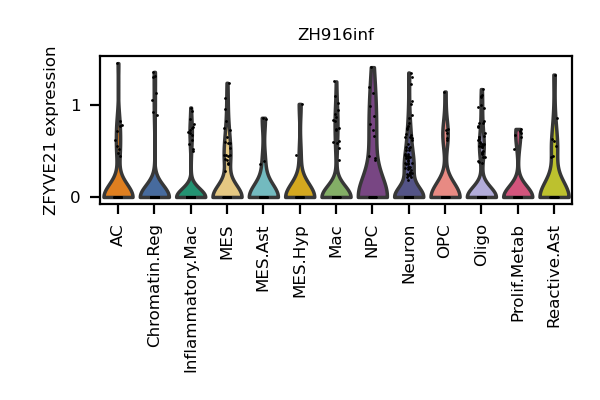 ZH916inf
ZFYVE21 expression
1
0
AC
Chromatin.Reg
Inflammatory.Mac
MES
MES.Ast
MES.Hyp
Mac
NPC
Neuron
OPC
Oligo
Prolif.Metab
Reactive.Ast